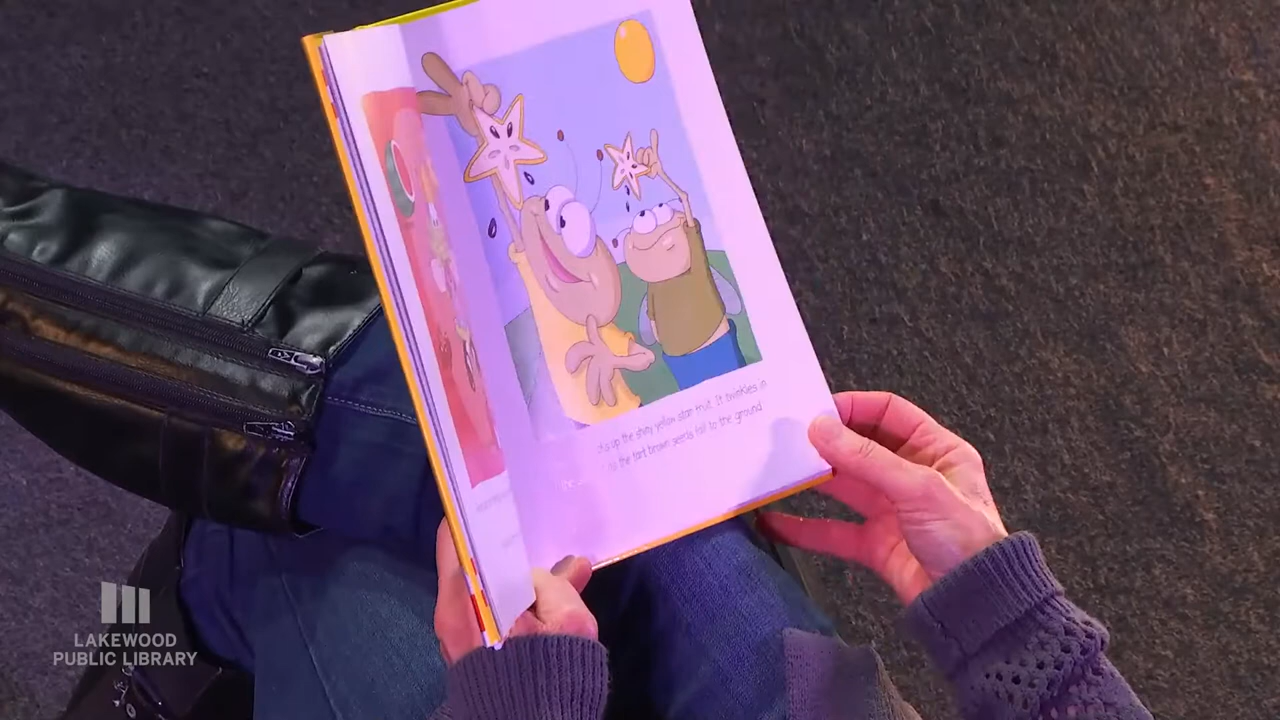 up the shiny yellow star fruit. It twinkles in
the tart brown seeds fall to the ground
LAKEWOOD
PUBLIC LIBRARY